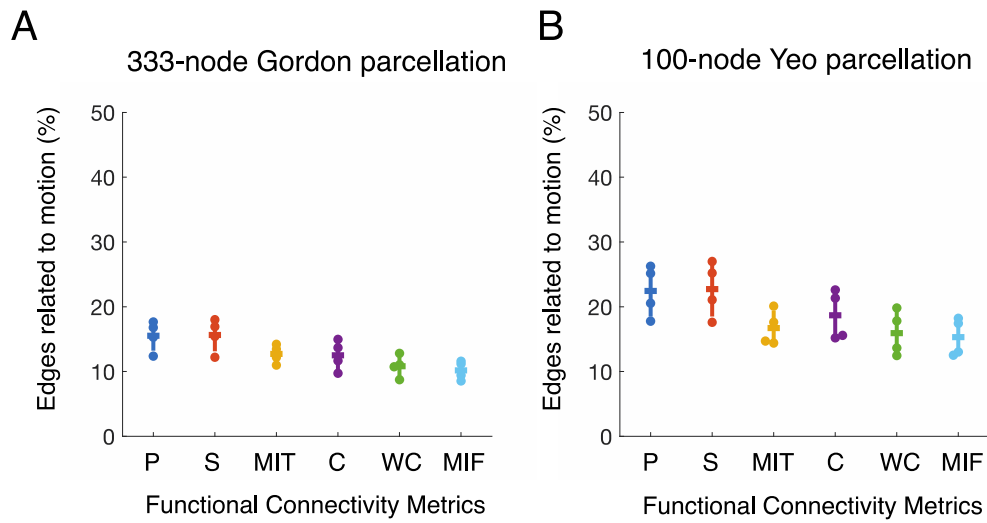 A
333-node Gordon parcellation
Edges related to motion (%)
50
40
30
20
10
0
P S MIT C WC MIF
Functional Connectivity Metrics
B
100-node Yeo parcellation
Edges related to motion (%)
50
40
30
20
10
0
P S MIT C WC MIF
Functional Connectivity Metrics